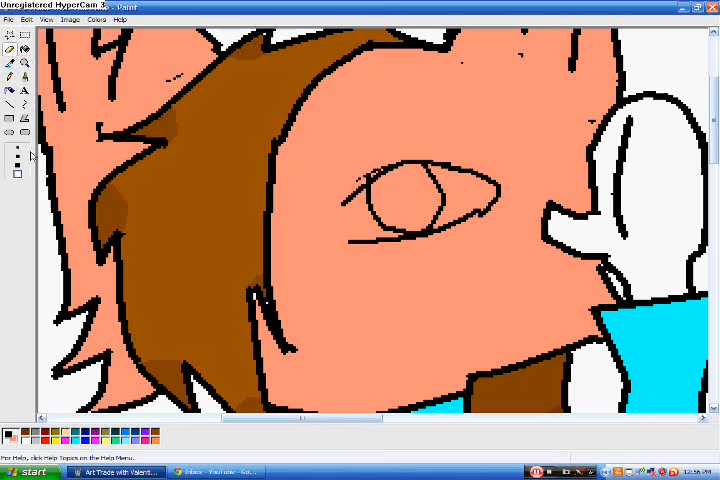 Unregistered HyperCam 3
- Paint
File Edit View Image Colors Help
A
For Help, click Help Topics on the Help Menu.
start
Art Trade with Valenti...
Inbox - YouTube - Go...
12:56 PM